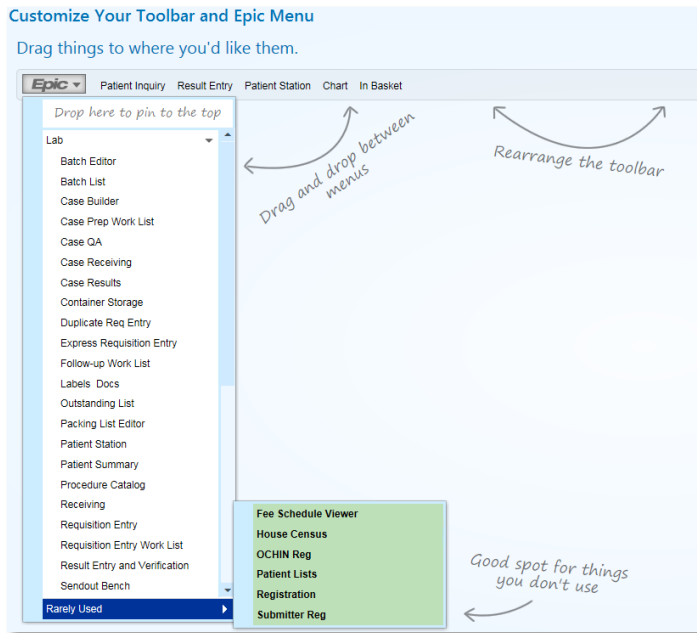 Customize Your Toolbar and Epic Menu
Drag things to where you'd like them.
Epic Patient Inquiry Result Entry Patient Station Chart In Basket
Drop here to pin to the top
Lab
Batch Editor
Batch List
Case Builder
Case Prep Work List
Case QA
Case Receiving
Case Results
Container Storage
Duplicate Req Entry
Express Requisition Entry
Follow-up Work List
Labels Docs
Outstanding List
Packing List Editor
Patient Station
Patient Summary
Procedure Catalog
Receiving
Requisition Entry
Requisition Entry Work List
Result Entry and Verification
Sendout Bench
Rarely Used
Drag and drop between
menus
Rearrange the toolbar
Fee Schedule Viewer
House Census
OCHIN Reg
Patient Lists
Registration
Submitter Reg
Good spot for things
you don't use